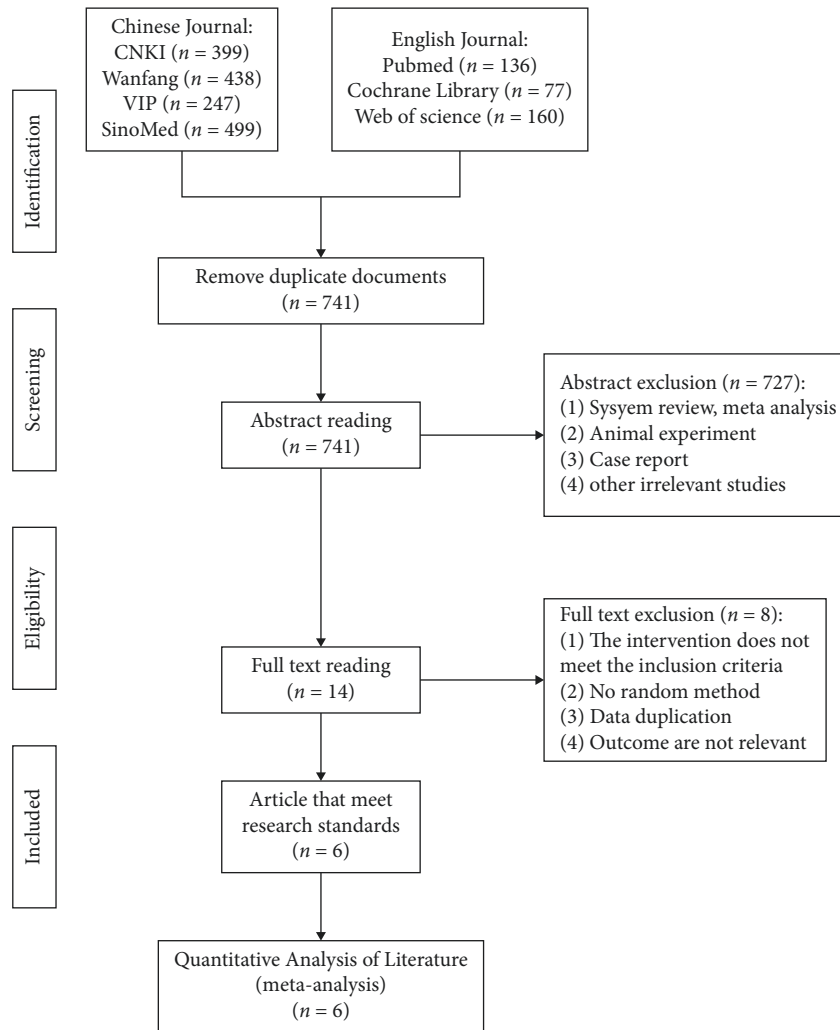 Chinese Journal:
CNKI (n = 399)
Wanfang (n = 438)
VIP (n = 247)
SinoMed (n = 499)
English Journal:
Pubmed (n = 136)
Cochrane Library (n = 77)
Web of science (n = 160)
Identification
Remove duplicate documents
(n = 741)
Screening
Abstract reading
(n = 741)
Abstract exclusion (n = 727):
(1) Sysyem review, meta analysis
(2) Animal experiment
(3) Case report
(4) other irrelevant studies
Eligibility
Full text reading
(n = 14)
Full text exclusion (n = 8):
(1) The intervention does not
meet the inclusion criteria
(2) No random method
(3) Data duplication
(4) Outcome are not relevant
Included
Article that meet
research standards
(n = 6)
Quantitative Analysis of Literature
(meta-analysis)
(n = 6)